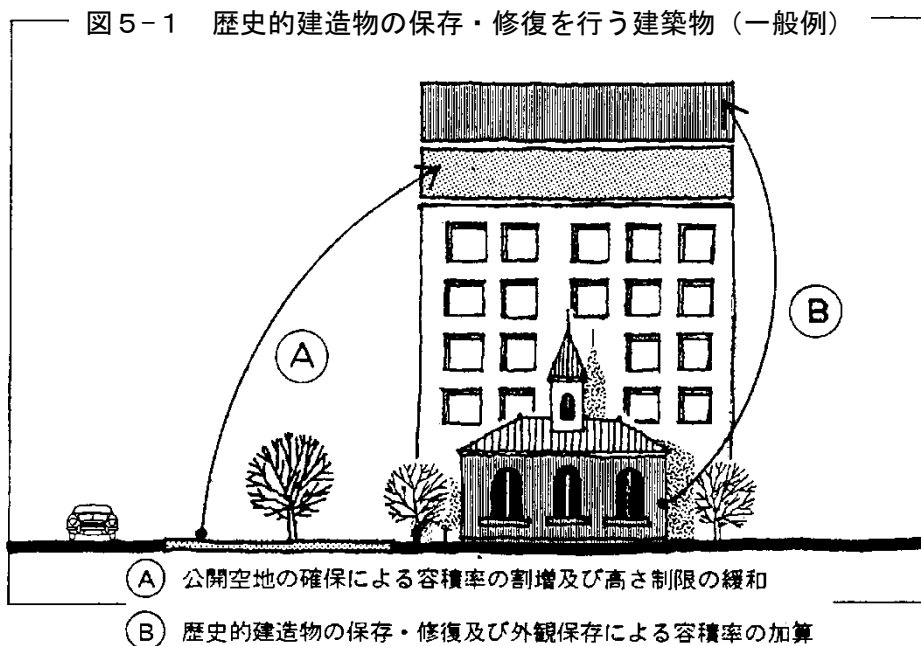 図5-1 歴史的建造物の保存・修復を行う建築物（一般例）
A
B
A 公開空地の確保による容積率の割増及び高さ制限の緩和
B 歴史的建造物の保存・修復及び外観保存による容積率の加算